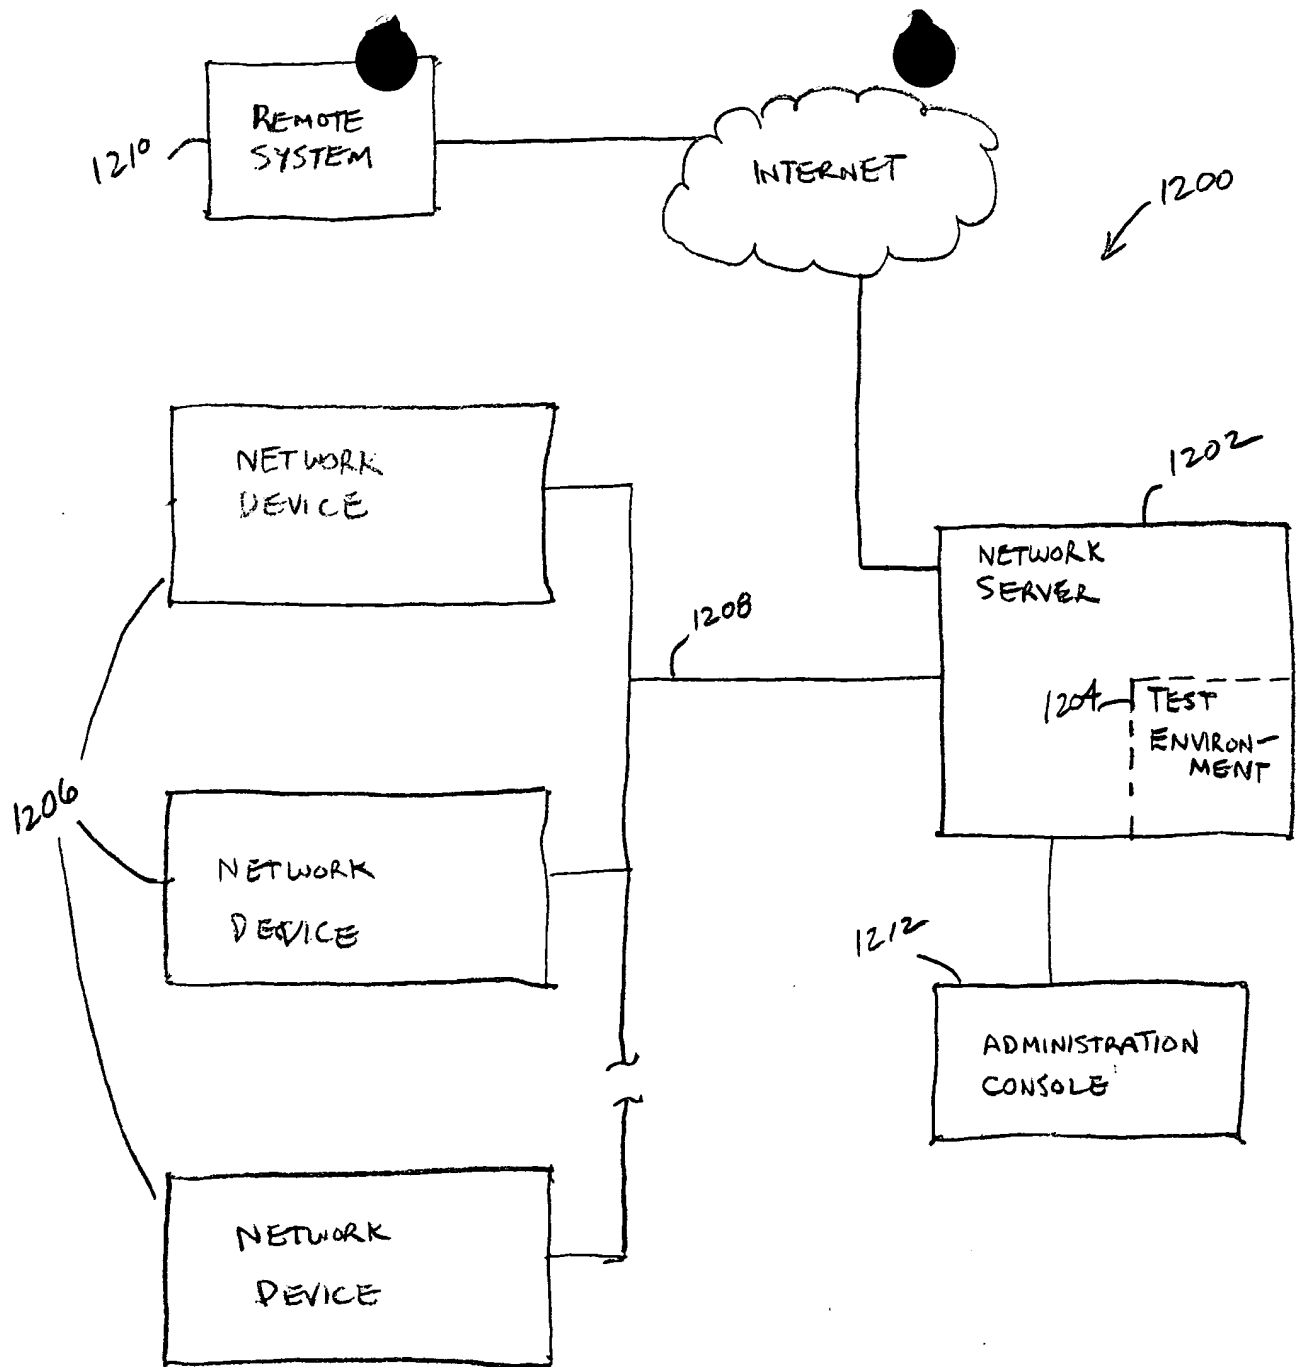 REMOTE
SYSTEM
1210
INTERNET
1200
NETWORK
DEVICE
1202
NETWORK
SERVER
1208
1204
TEST
ENVIRON-
MENT
1206
NETWORK
DEVICE
1212
ADMINISTRATION
CONSOLE
NETWORK
DEVICE